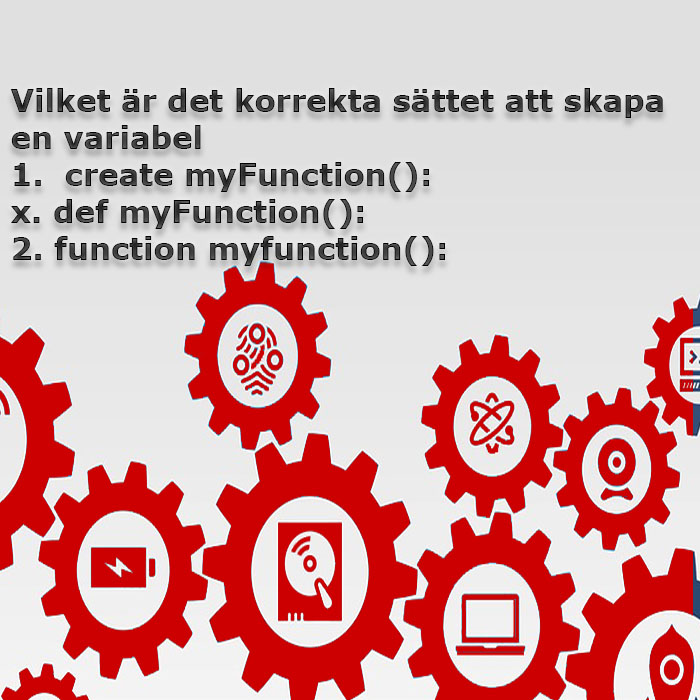 Vilket är det korrekta sättet att skapa
en variabel
1.  create myFunction():
x. def myFunction():
2. function myfunction():